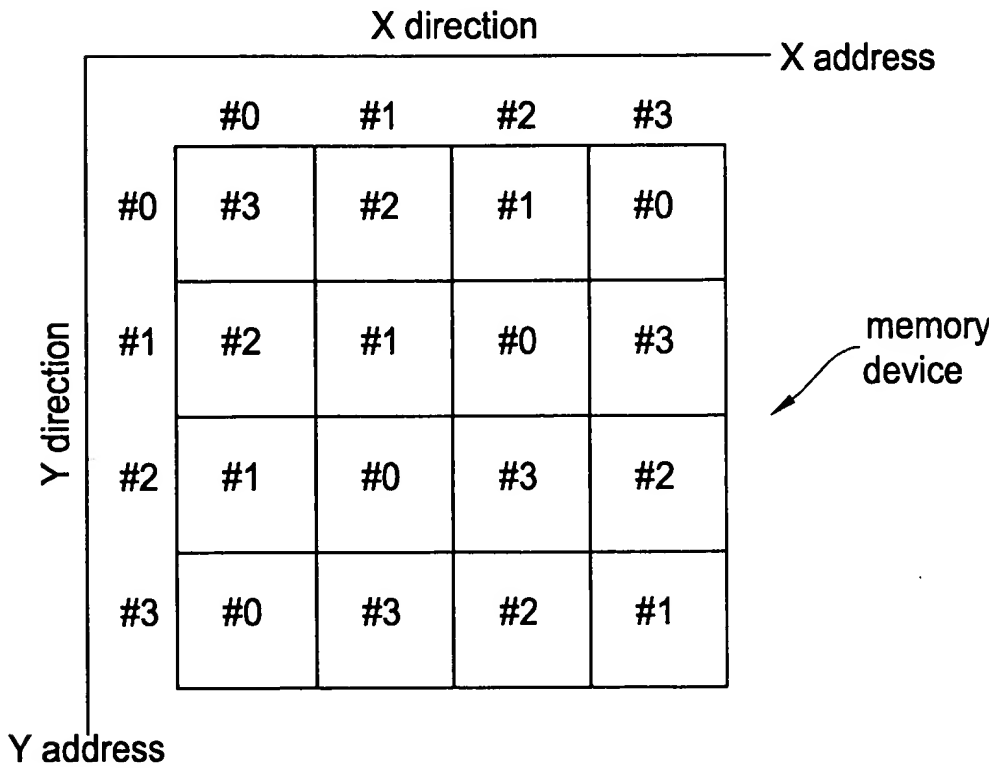 X direction
X address
#0 #1 #2 #3
#0 #3 #2 #1 #0
#1 #2 #1 #0 #3
memory
device
Y direction
#2 #1 #0 #3 #2
#3 #0 #3 #2 #1
Y address